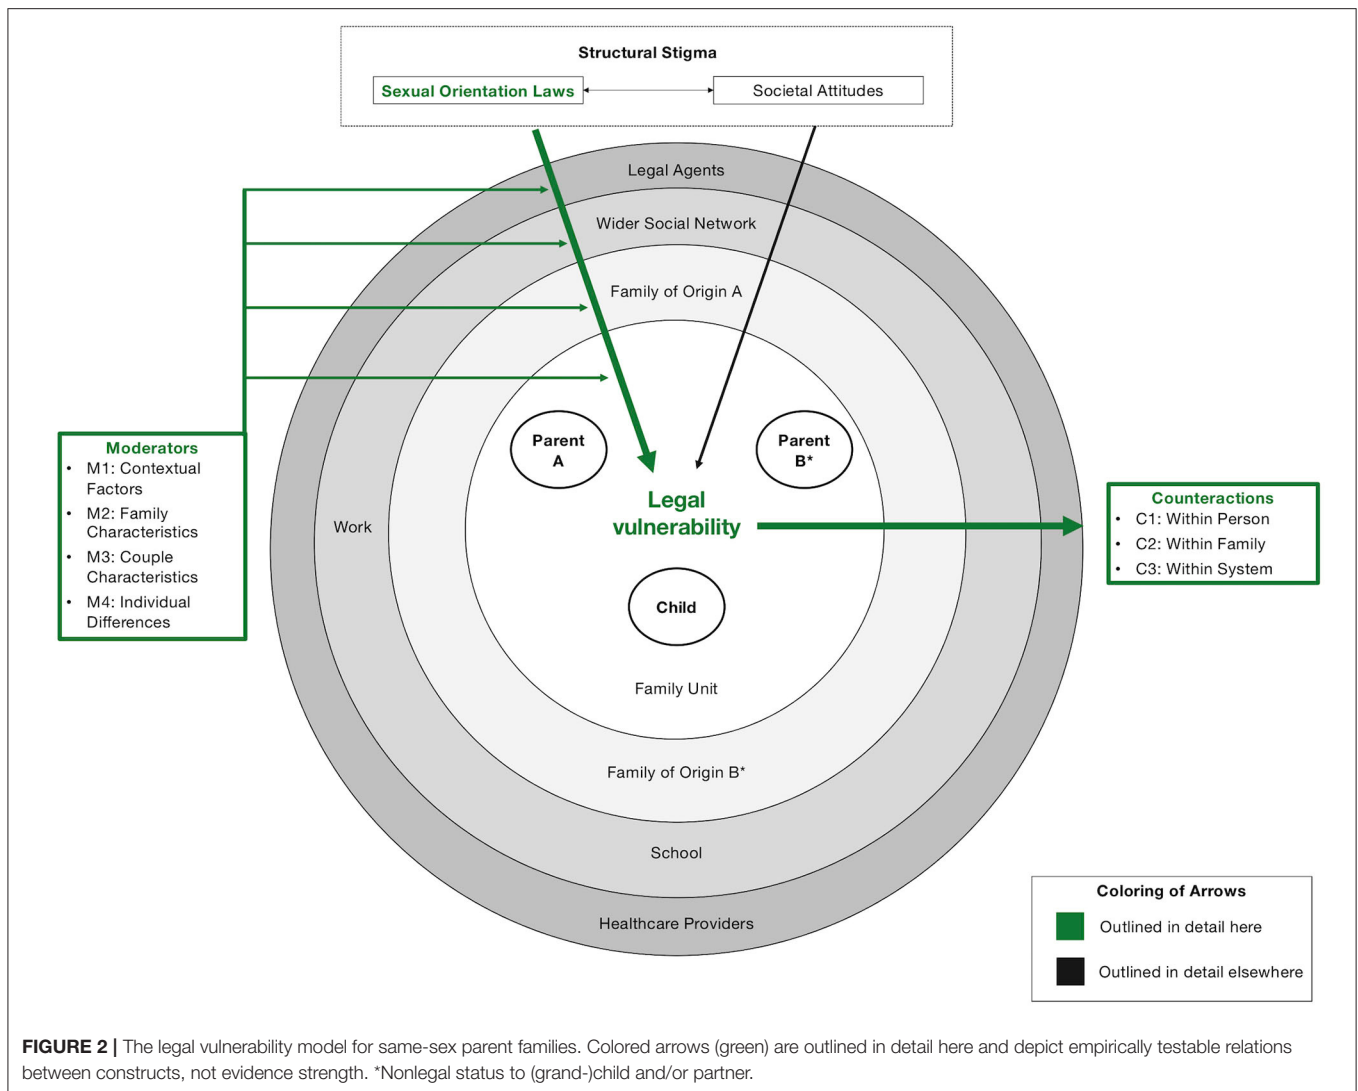 Structural Stigma
Sexual Orientation Laws
Societal Attitudes
Legal Agents
Wider Social Network
Family of Origin A
Parent
A
Parent
B*
Legal
vulnerability
Child
Family Unit
Family of Origin B*
Work
School
Healthcare Providers
Moderators
• M1: Contextual
Factors
• M2: Family
Characteristics
• M3: Couple
Characteristics
• M4: Individual
Differences
Counteractions
• C1: Within Person
• C2: Within Family
• C3: Within System
Coloring of Arrows
Outlined in detail here
Outlined in detail elsewhere
FIGURE 2 | The legal vulnerability model for same-sex parent families. Colored arrows (green) are outlined in detail here and depict empirically testable relations
between constructs, not evidence strength. *Nonlegal status to (grand-)child and/or partner.